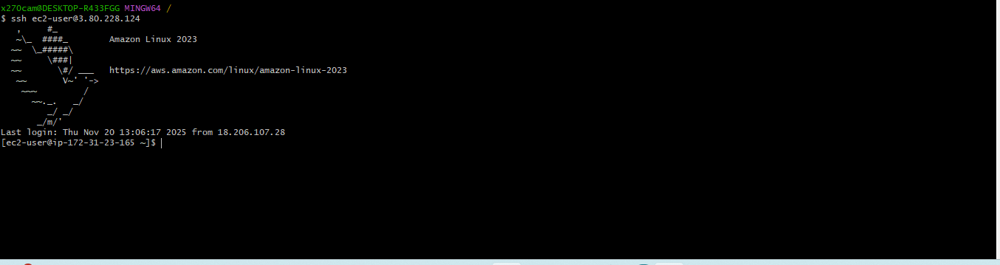 x270cam@DESKTOP-R433FGG MINGW64 /
$ ssh ec2-user@3.80.228.124
   ,     #_
   ~\_  ####_        Amazon Linux 2023
  ~~  \_#####\
  ~~     \###|
  ~~       \#/ ___   https://aws.amazon.com/linux/amazon-linux-2023
   ~~       V~' '->
    ~~~         /
      ~~._.   _/
         _/ _/
       _/m/'
Last login: Thu Nov 20 13:06:17 2025 from 18.206.107.28
[ec2-user@ip-172-31-23-165 ~]$